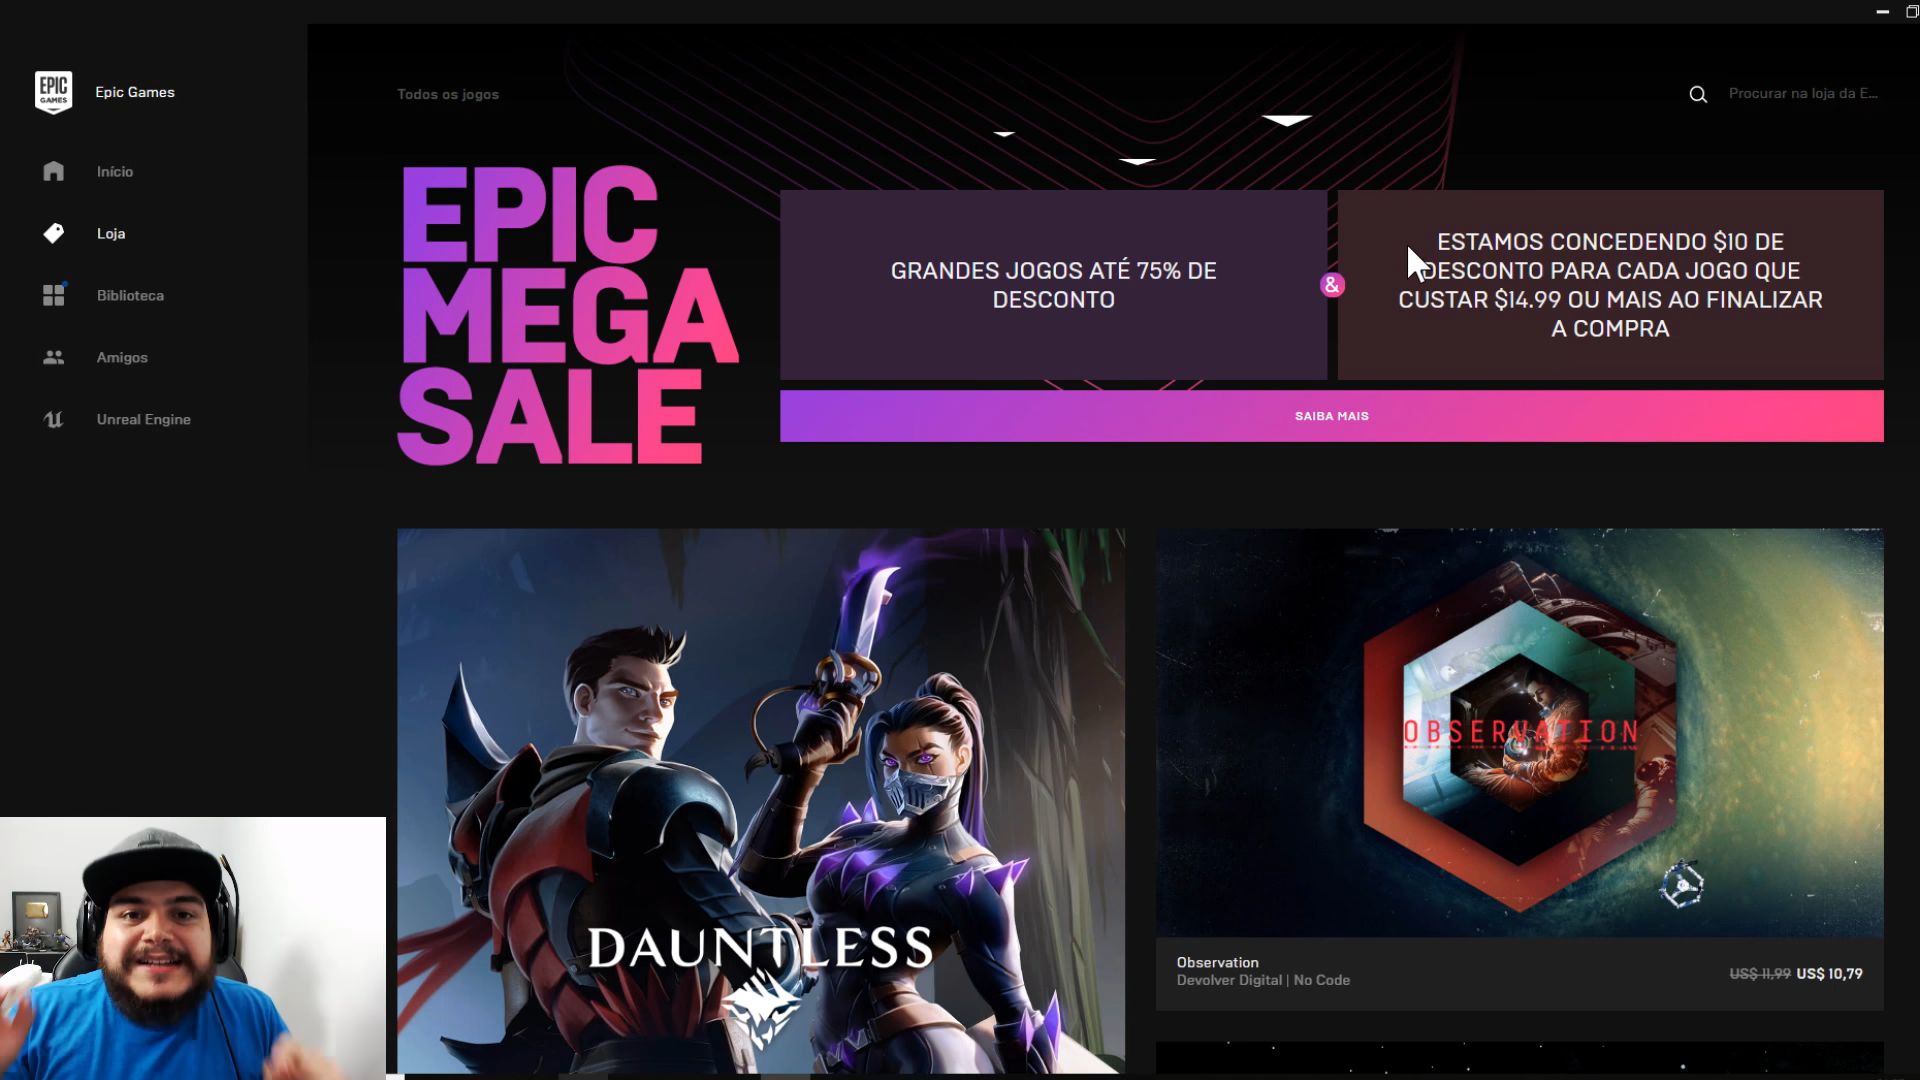 EPIC
GAMES
Epic Games
Início
Loja
Biblioteca
Amigos
Unreal Engine
Todos os jogos
Procurar na loja da E...
EPIC
MEGA
SALE
GRANDES JOGOS ATÉ 75% DE
DESCONTO
&
ESTAMOS CONCEDENDO $10 DE
DESCONTO PARA CADA JOGO QUE
CUSTAR $14.99 OU MAIS AO FINALIZAR
A COMPRA
SAIBA MAIS
DAUNTLESS
OBSERVATION
Observation
Devolver Digital | No Code
US$ 11,99 US$ 10,79